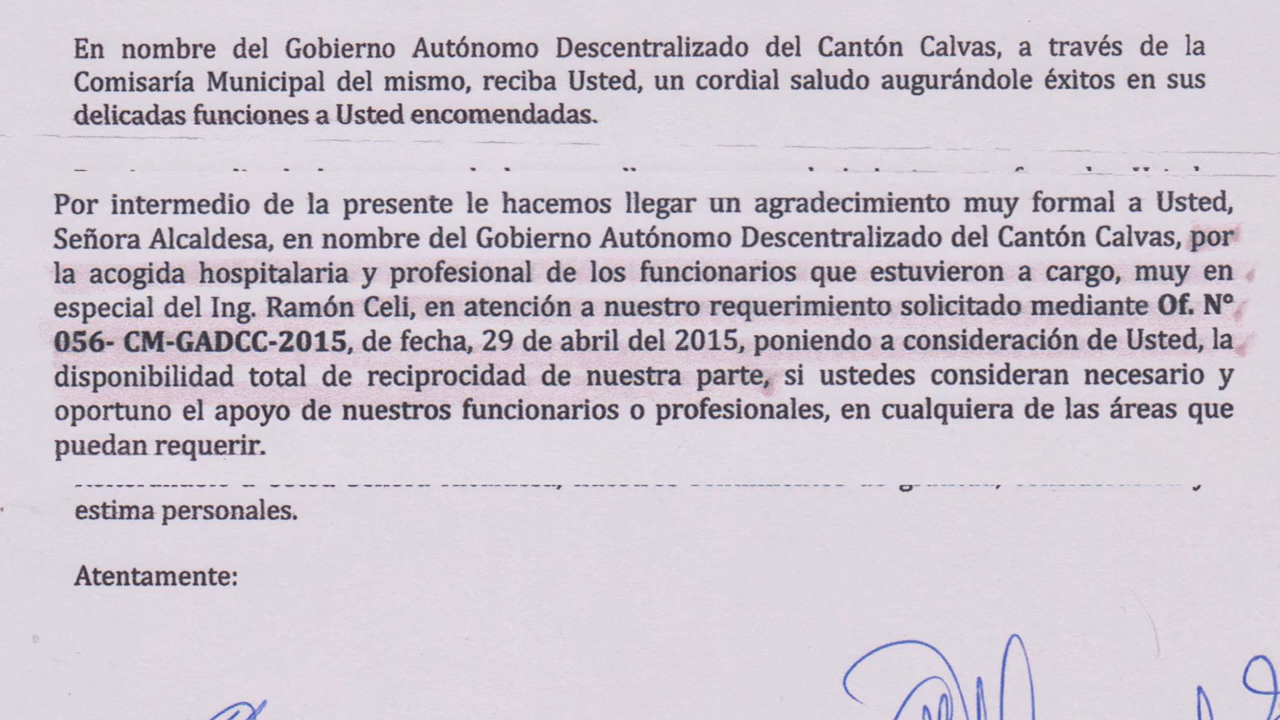 En nombre del Gobierno Autónomo Descentralizado del Cantón Calvas, a través de la
Comisaría Municipal del mismo, reciba Usted, un cordial saludo augurándole éxitos en sus
delicadas funciones a Usted encomendadas.
Por intermedio de la presente le hacemos llegar un agradecimiento muy formal a Usted,
Señora Alcaldesa, en nombre del Gobierno Autónomo Descentralizado del Cantón Calvas, por
la acogida hospitalaria y profesional de los funcionarios que estuvieron a cargo, muy en
especial del Ing. Ramón Celi, en atención a nuestro requerimiento solicitado mediante Of. N°
056- CM-GADCC-2015, de fecha, 29 de abril del 2015, poniendo a consideración de Usted, la
disponibilidad total de reciprocidad de nuestra parte, si ustedes consideran necesario y
oportuno el apoyo de nuestros funcionarios o profesionales, en cualquiera de las áreas que
puedan requerir.
estima personales.
Atentamente: